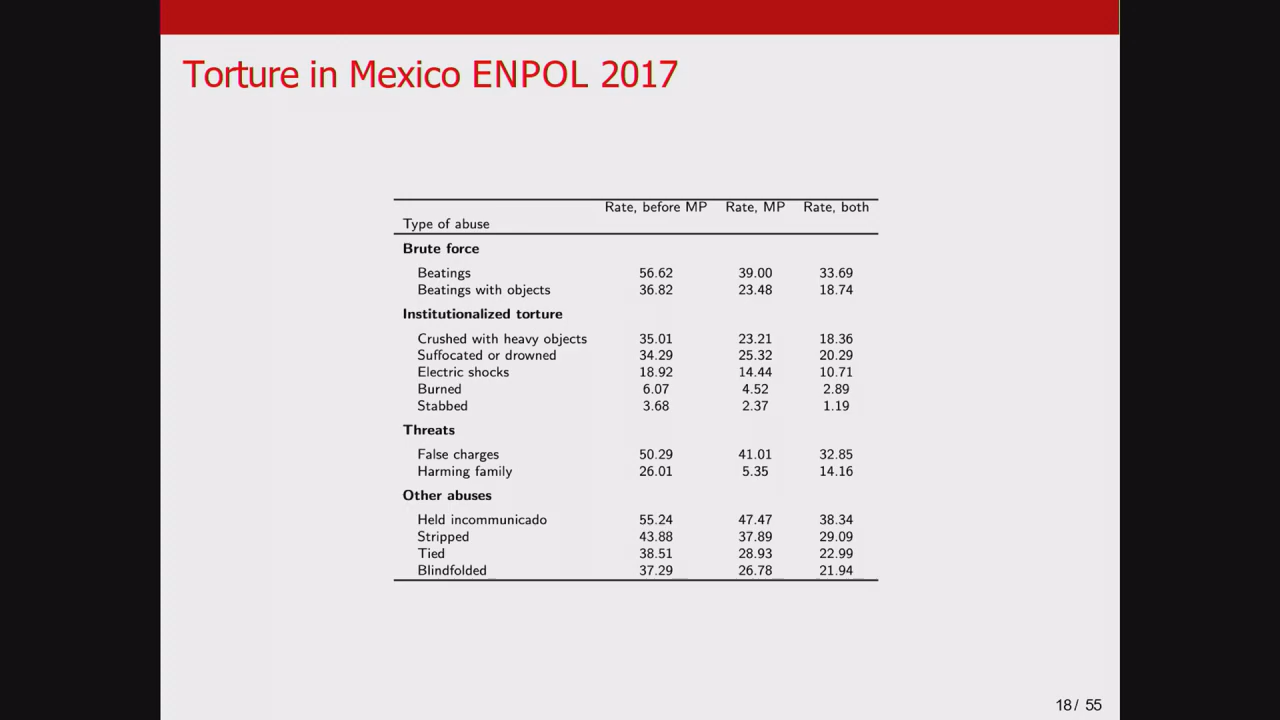 Torture in Mexico ENPOL 2017
Rate, before MP Rate, MP Rate, both
Type of abuse
Brute force
Beatings 56.62 39.00 33.69
Beatings with objects 36.82 23.48 18.74
Institutionalized torture
Crushed with heavy objects 35.01 23.21 18.36
Suffocated or drowned 34.29 25.32 20.29
Electric shocks 18.92 14.44 10.71
Burned 6.07 4.52 2.89
Stabbed 3.68 2.37 1.19
Threats
False charges 50.29 41.01 32.85
Harming family 26.01 5.35 14.16
Other abuses
Held incommunicado 55.24 47.47 38.34
Stripped 43.88 37.89 29.09
Tied 38.51 28.93 22.99
Blindfolded 37.29 26.78 21.94
18 / 55